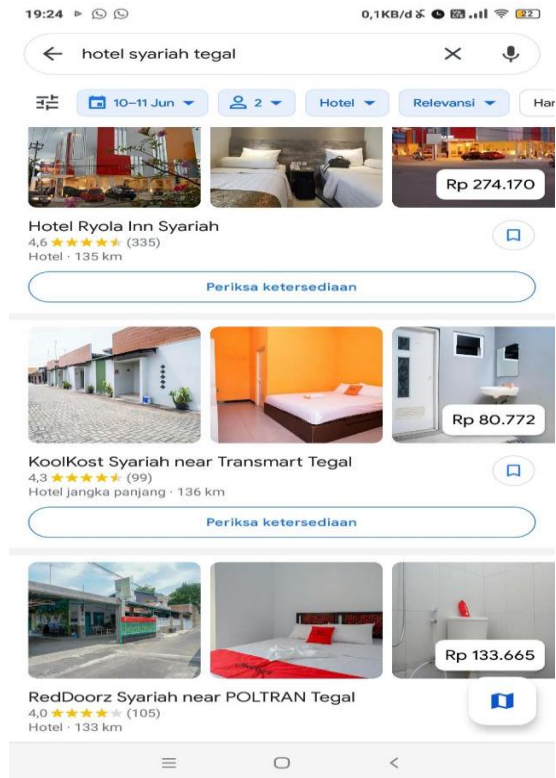 19:24
0,1KB/d
22
hotel syariah tegal
10–11 Jun
2
Hotel
Relevansi
Har
Rp 274.170
Hotel Ryola Inn Syariah
4,6 (335)
Hotel · 135 km
Periksa ketersediaan
Rp 80.772
KoolKost Syariah near Transmart Tegal
4,3 (99)
Hotel jangka panjang · 136 km
Periksa ketersediaan
Rp 133.665
RedDoorz Syariah near POLTRAN Tegal
4,0 (105)
Hotel · 133 km